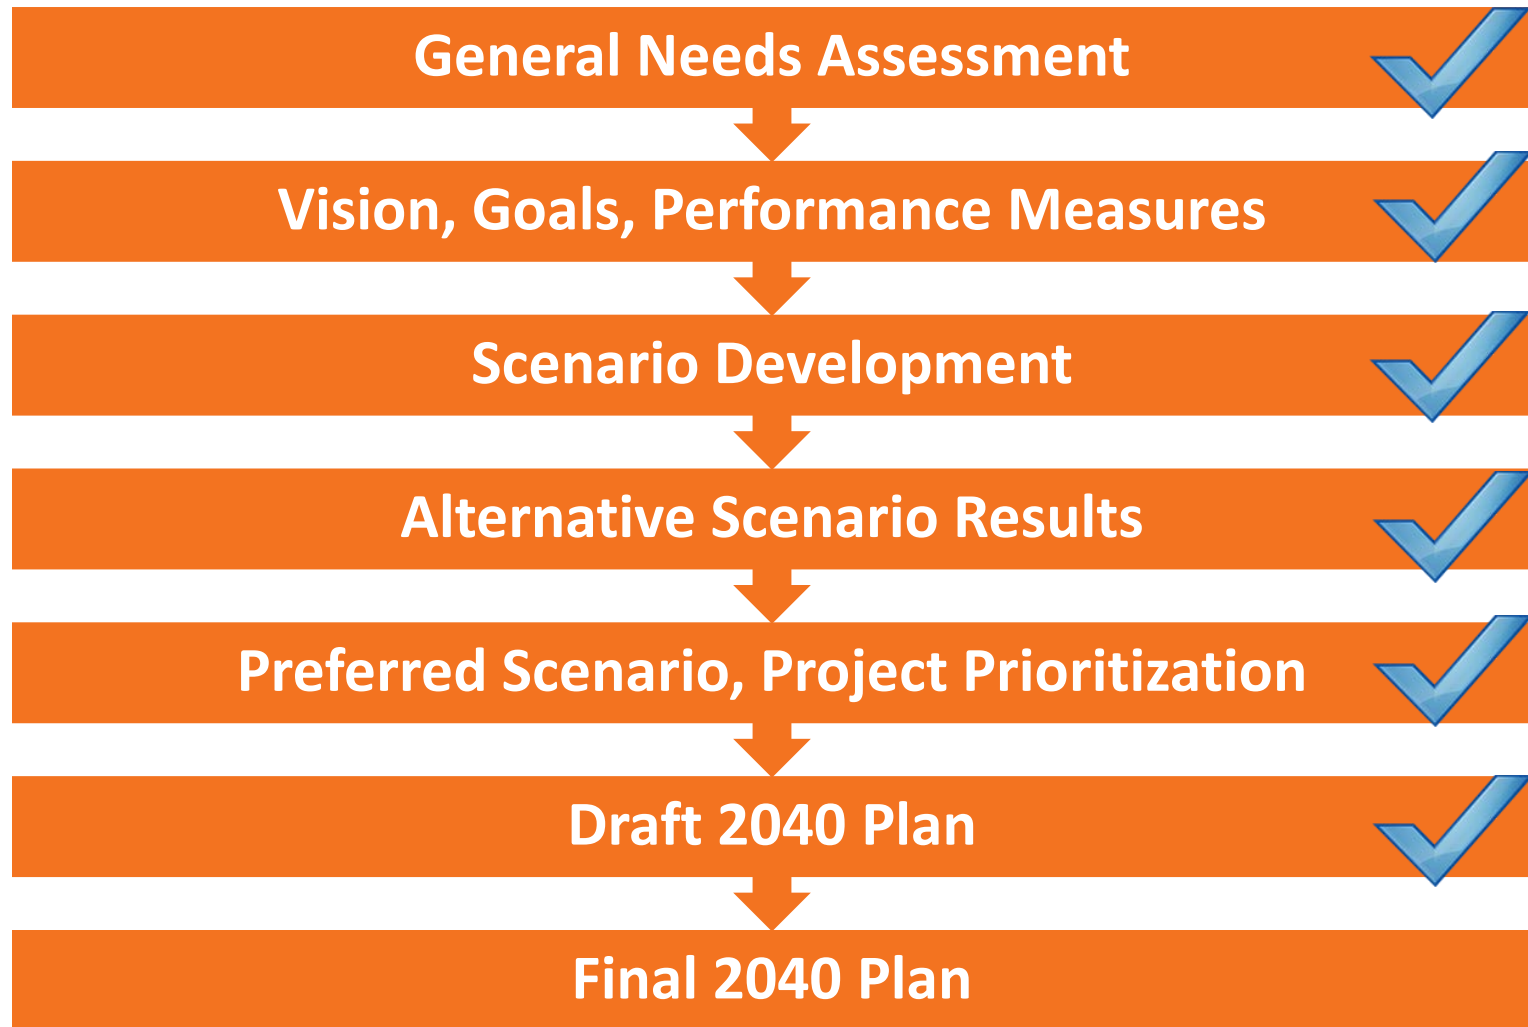 General Needs Assessment
Vision, Goals, Performance Measures
Scenario Development
Alternative Scenario Results
Preferred Scenario, Project Prioritization
Draft 2040 Plan
Final 2040 Plan